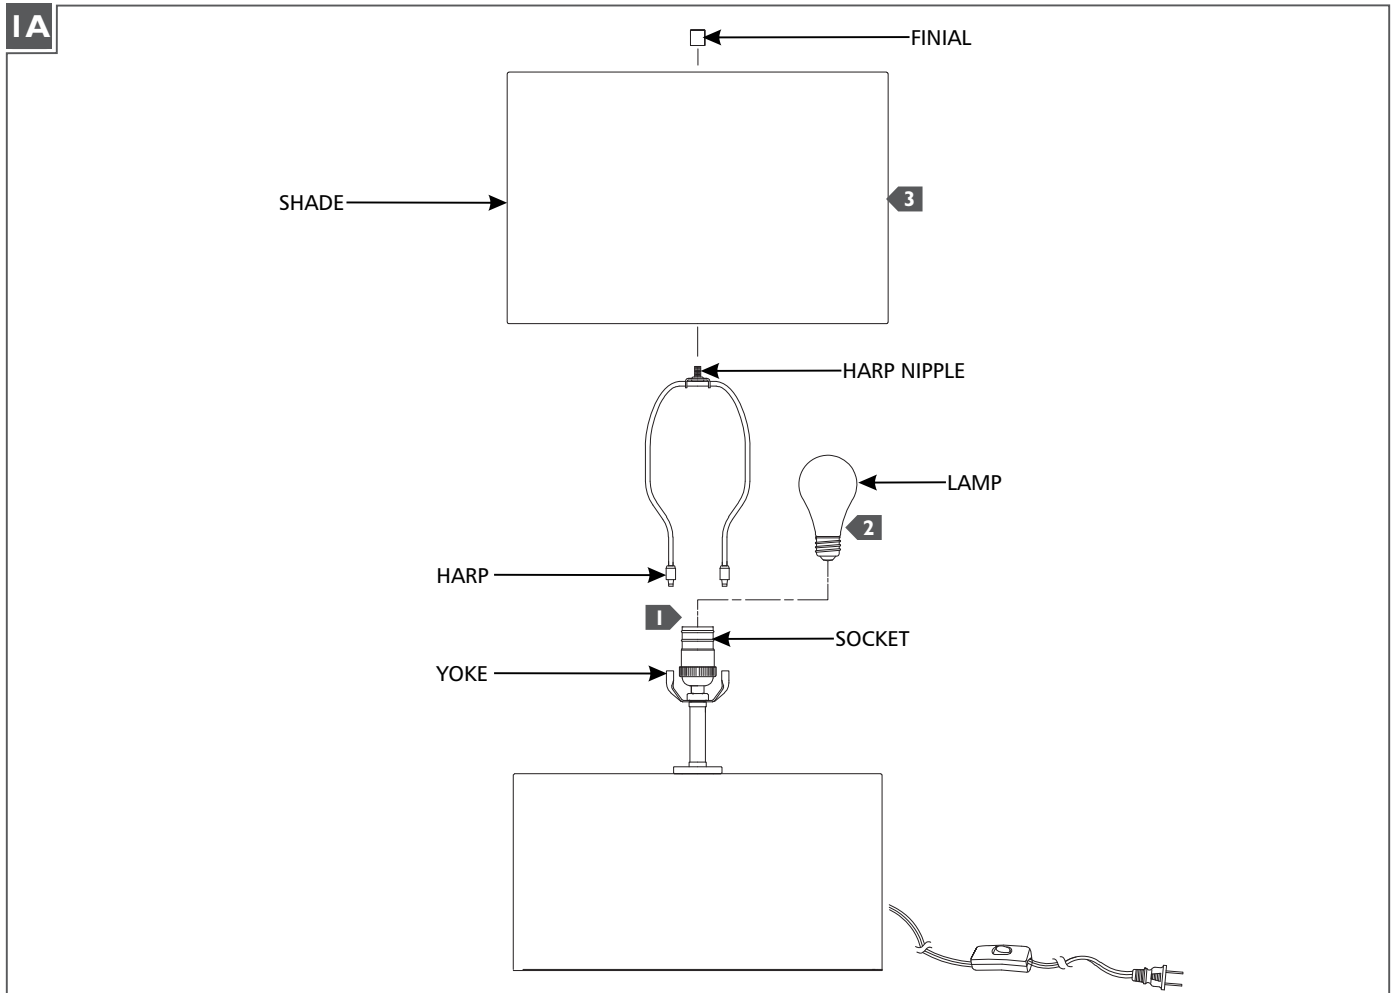 1A
FINIAL
SHADE
3
HARP NIPPLE
LAMP
2
HARP
1
SOCKET
YOKE